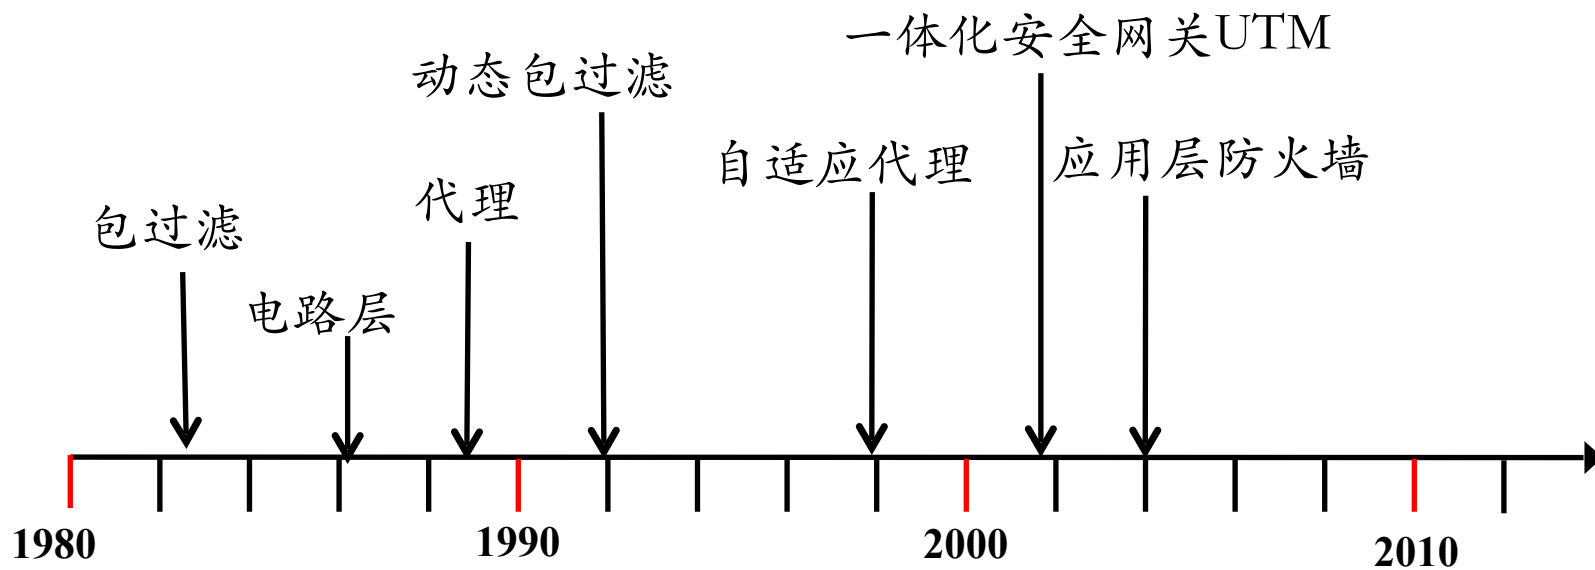 一体化安全网关UTM
动态包过滤
自适应代理
应用层防火墙
代理
包过滤
电路层
1980
1990
2000
2010